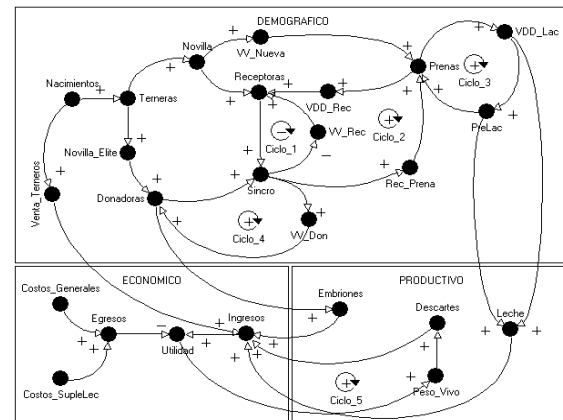 DEMOGRAFICO
VDD_Lac
Novilla
VV_Nueva
Prenas
Ciclo_3
Nacimientos
Terneras
Receptoras
VDD_Rec
PreLac
Ciclo_1
VV_Rec
Ciclo_2
Novilla_Elite
Rec_Prena
Venta_Terneros
Donadoras
Sincro
Ciclo_4
VV_Don
ECONOMICO
PRODUCTIVO
Costos_Generales
Embriones
Descartes
Leche
Egresos
Ingresos
Utilidad
Costos_SupleLec
Ciclo_5
Peso_Vivo